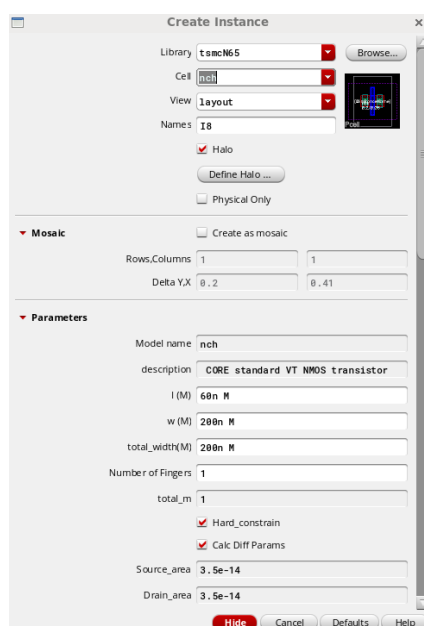 Create Instance ×
Library tsmcN65 Browse...
Cell nch
View layout
Names I8
Pcell
Halo
Define Halo ...
Physical Only
Mosaic Create as mosaic
Rows,Columns 1 1
Delta Y,X 0.2 0.41
Parameters
Model name nch
description CORE standard VT NMOS transistor
l (M) 60n M
w (M) 200n M
total_width(M) 200n M
Number of Fingers 1
total_m 1
Hard_constrain
Calc Diff Params
Source_area 3.5e-14
Drain_area 3.5e-14
Hide Cancel Defaults Help